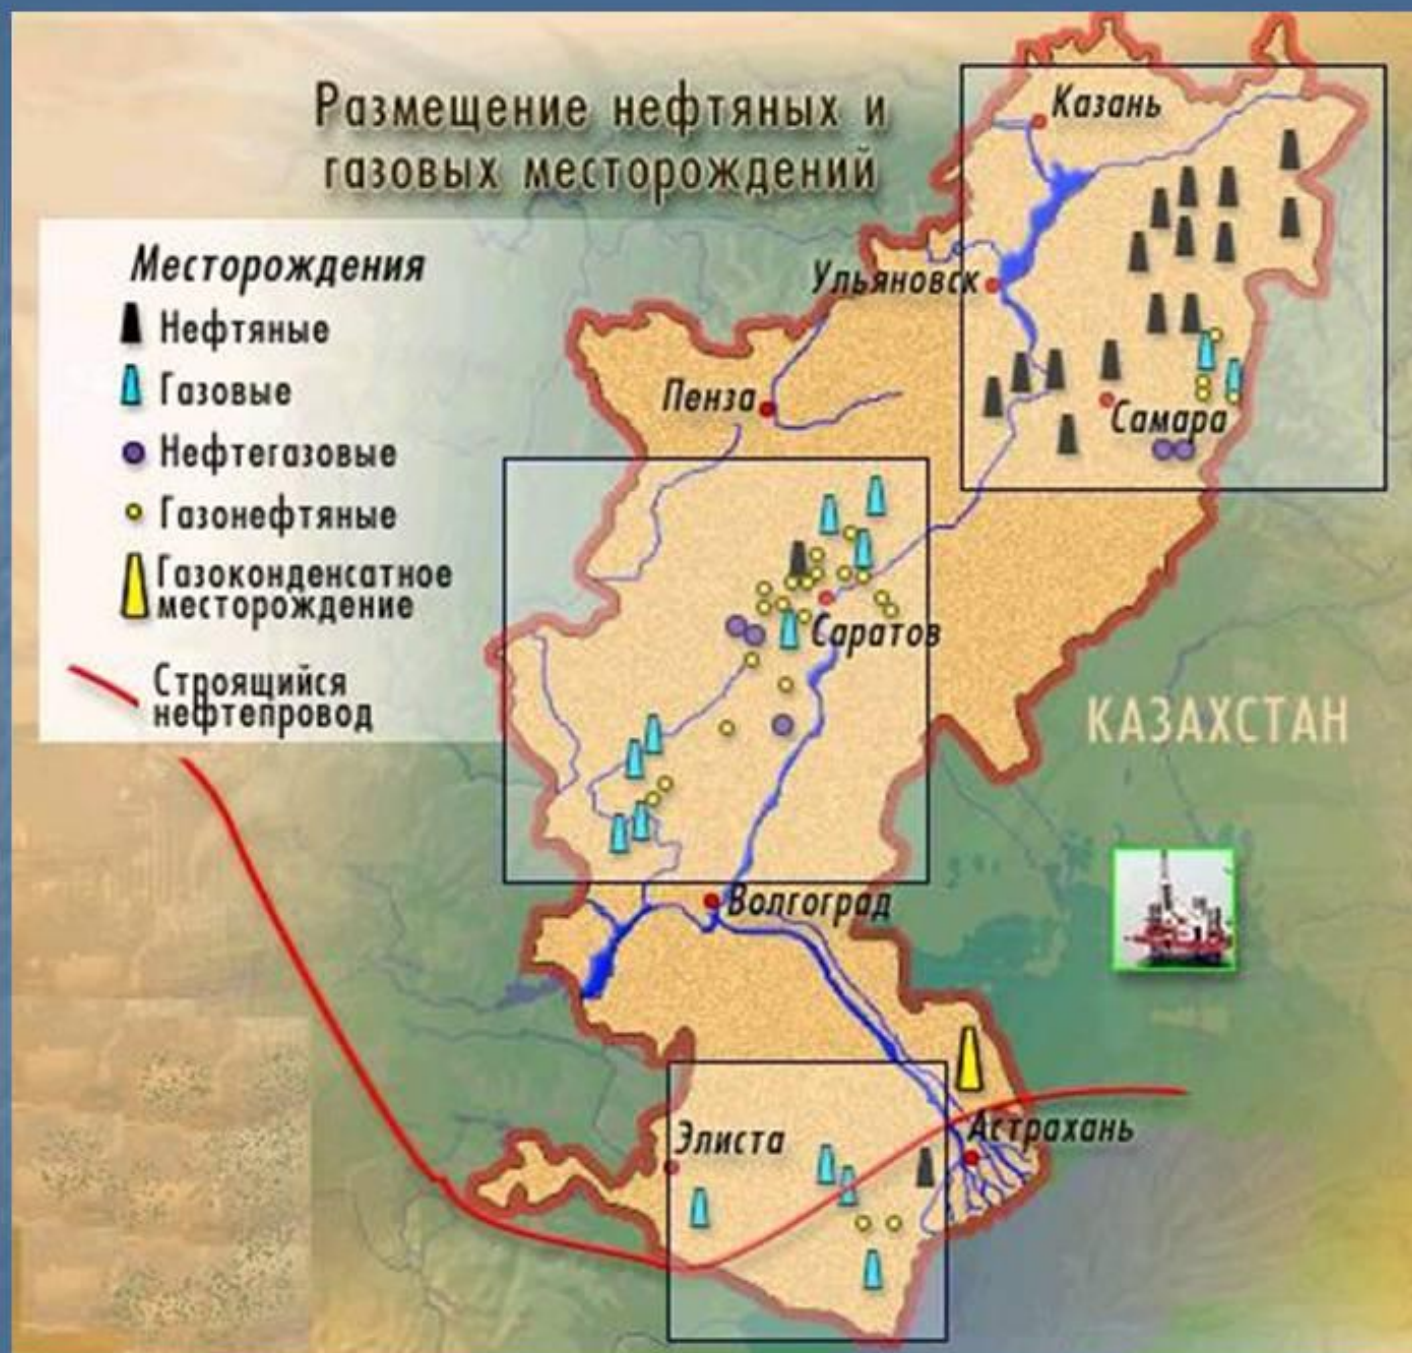 Размещение нефтяных и
газовых месторождений
Месторождения
Нефтяные
Газовые
Нефтегазовые
Газонефтяные
Газоконденсатное
месторождение
Строящийся
нефтепровод
Казань
Ульяновск
Пенза
Самара
Саратов
КАЗАХСТАН
Волгоград
Элиста
Астрахань